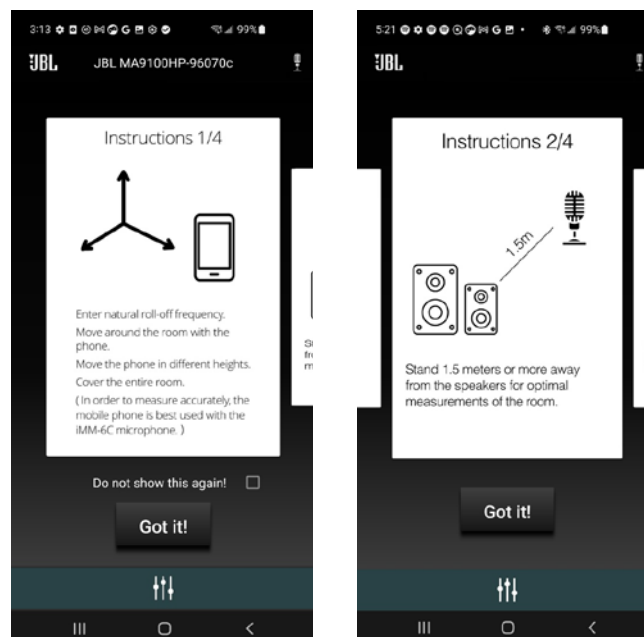 3:13
99%
JBL
JBL MA9100HP-96070c
Instructions 1/4
Enter natural roll-off frequency.
Move around the room with the
phone.
Move the phone in different heights.
Cover the entire room.
( In order to measure accurately, the
mobile phone is best used with the
iMM-6C microphone. )
Do not show this again!
Got it!
5:21
99%
JBL
Instructions 2/4
1.5m
Stand 1.5 meters or more away
from the speakers for optimal
measurements of the room.
Got it!